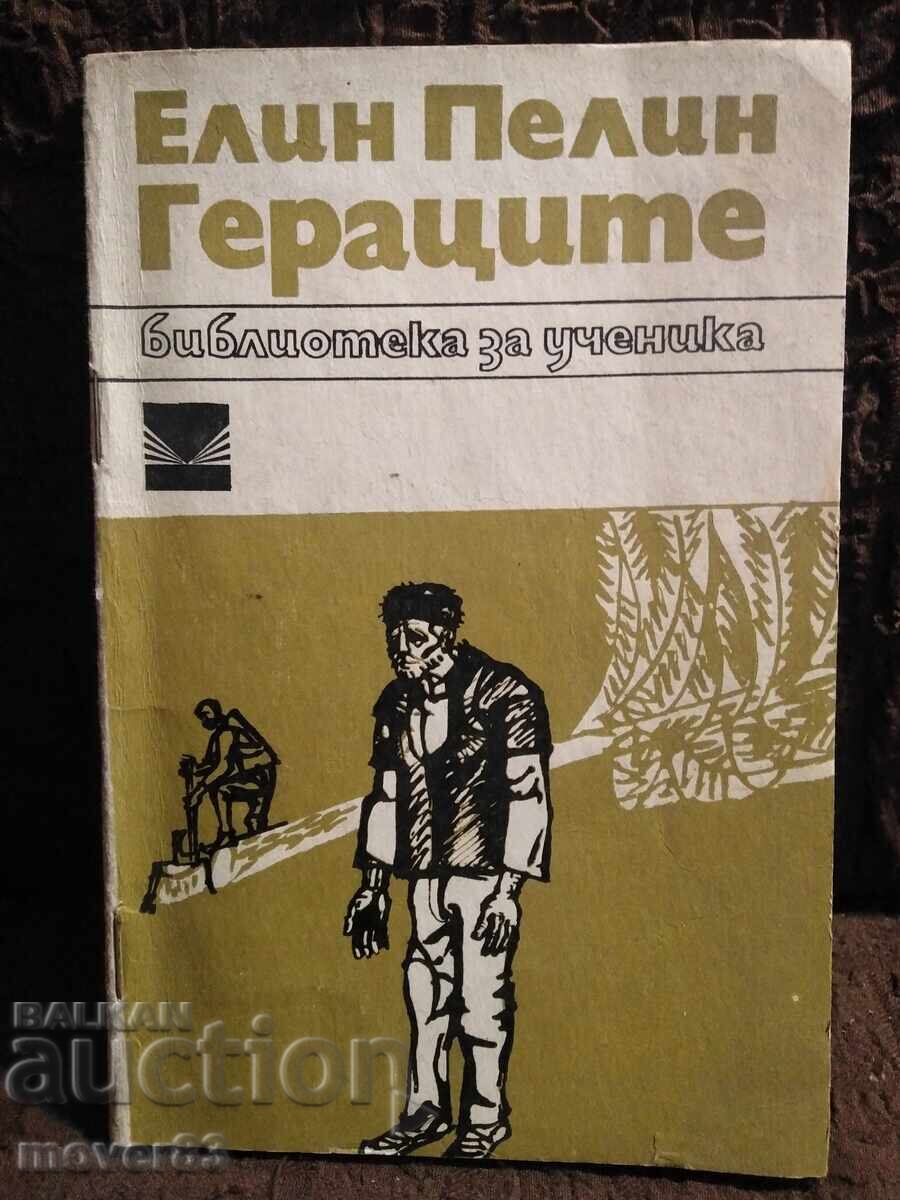 Елин Пелин
Гераците
библиотека за ученика
BALKAN
auction
mover83